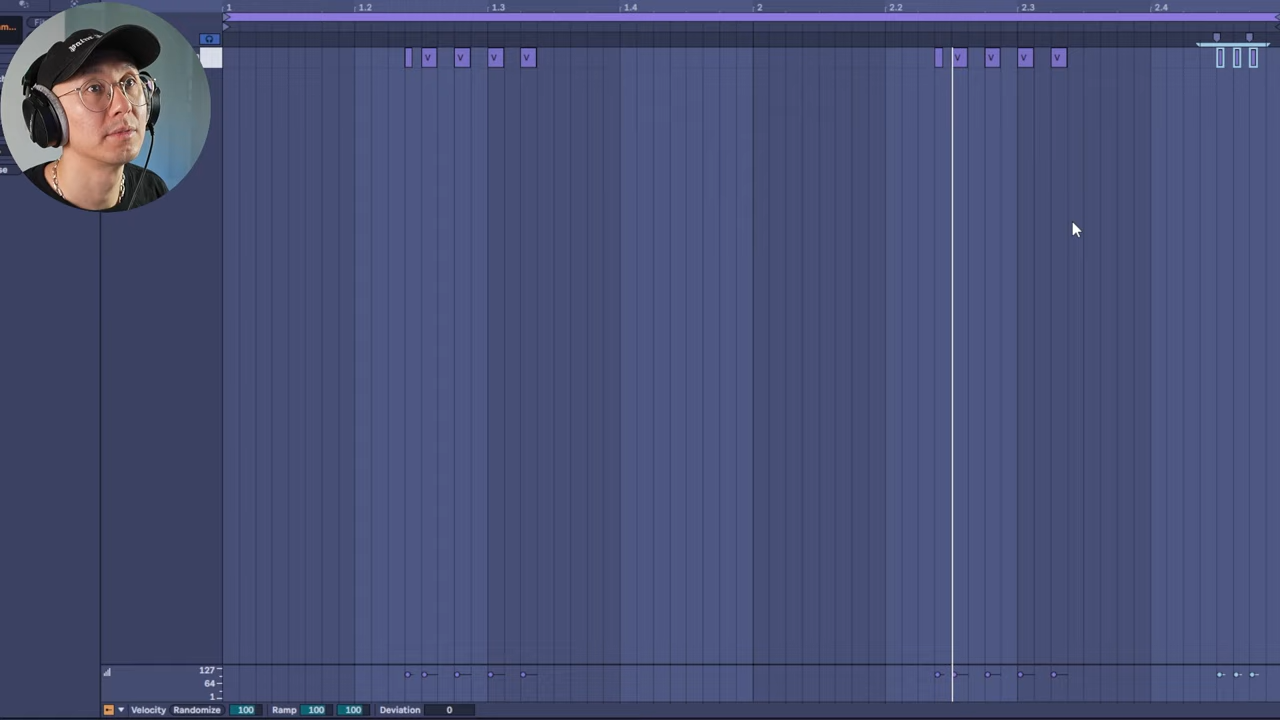 1 1.2 1.3 1.4 2 2.2 2.3 2.4
V V V V V V V V
127
64
1
Velocity Randomize 100 Ramp 100 100 Deviation 0